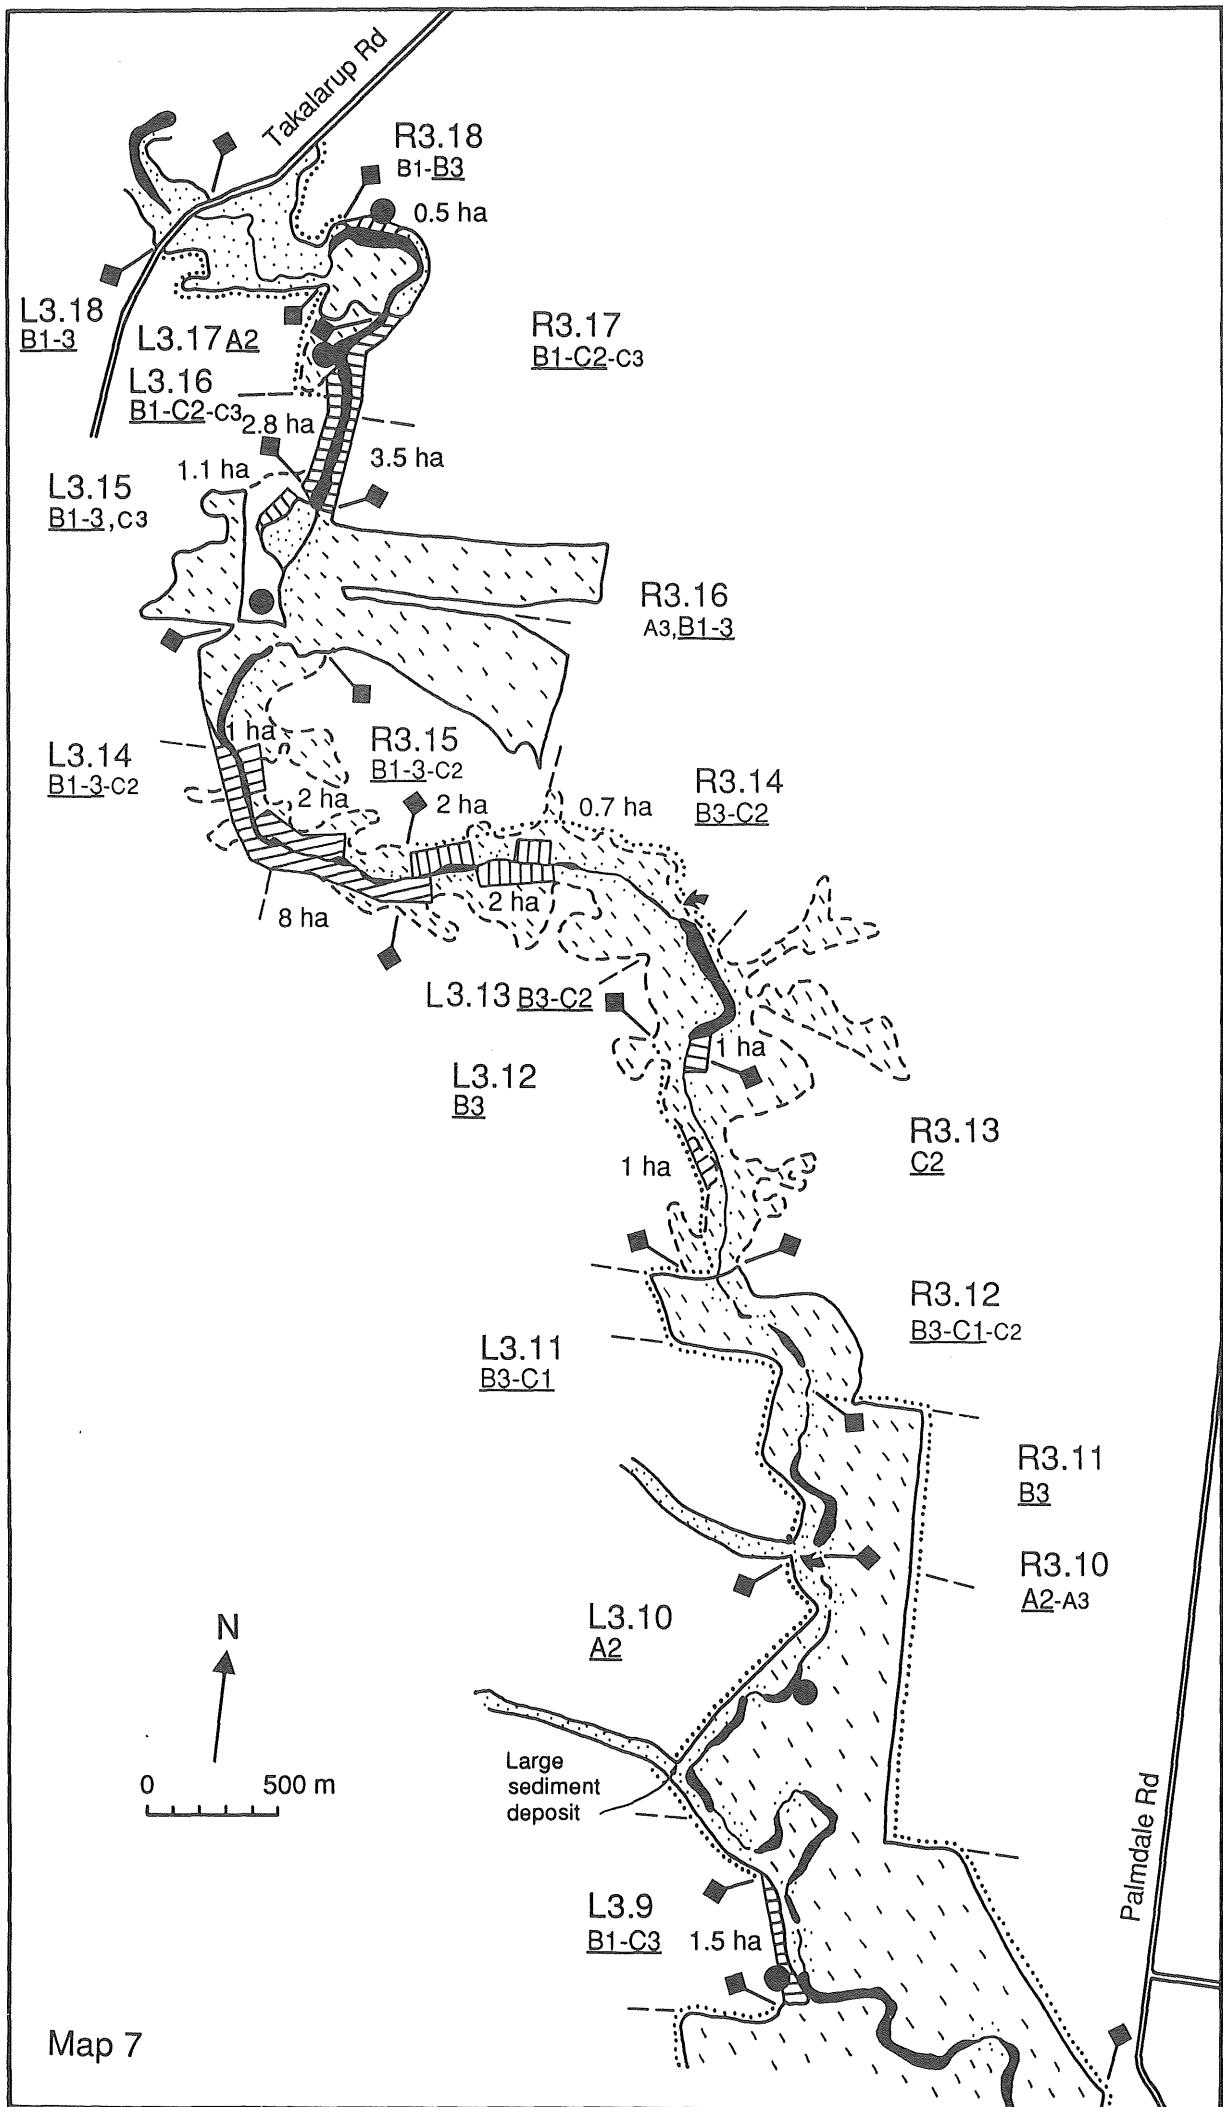 Takalarup Rd
R3.18
B1-B3
0.5 ha
L3.18
B1-3
L3.17 A2
R3.17
B1-C2-C3
L3.16
B1-C2-C3
2.8 ha
3.5 ha
1.1 ha
L3.15
B1-3,C3
R3.16
A3,B1-3
1 ha
L3.14
B1-3-C2
R3.15
B1-3-C2
R3.14
B3-C2
2 ha
2 ha
0.7 ha
2 ha
8 ha
L3.13 B3-C2
1 ha
L3.12
B3
R3.13
C2
1 ha
R3.12
B3-C1-C2
L3.11
B3-C1
R3.11
B3
R3.10
A2-A3
L3.10
A2
N
Large
sediment
deposit
0 500 m
Palmdale Rd
L3.9
B1-C3
1.5 ha
Map 7